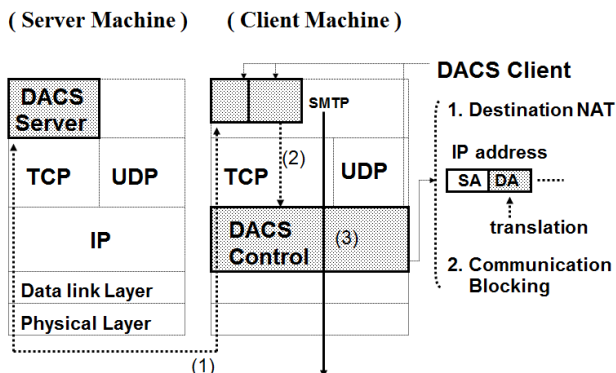 ( Server Machine )
( Client Machine )
DACS Server
TCP
UDP
IP
Data link Layer
Physical Layer
(1)
SMTP
(2)
TCP
UDP
DACS Control
(3)
DACS Client
1. Destination NAT
IP address
SA
DA
translation
2. Communication
Blocking